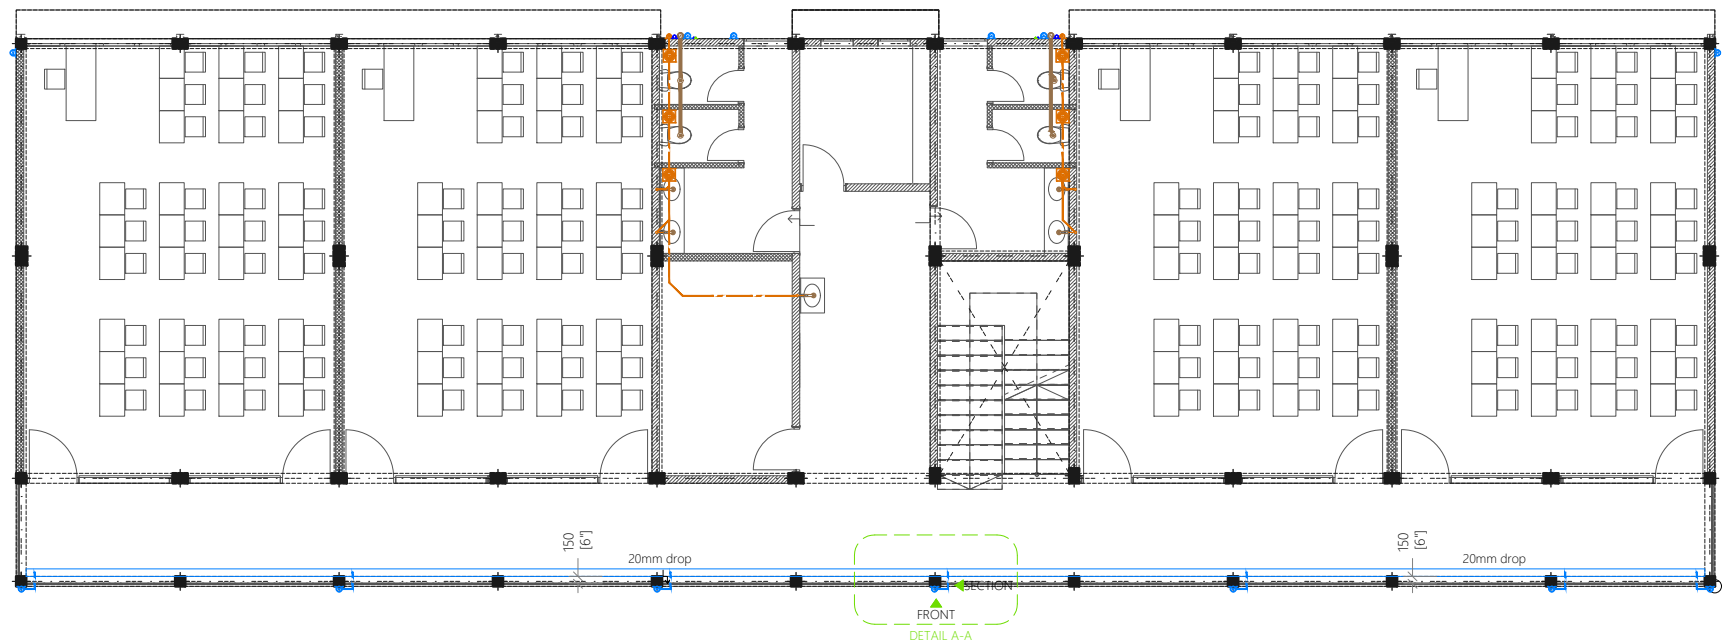 150
[6"]
20mm drop
150
[6"]
20mm drop
SECTION
FRONT
DETAIL A-A